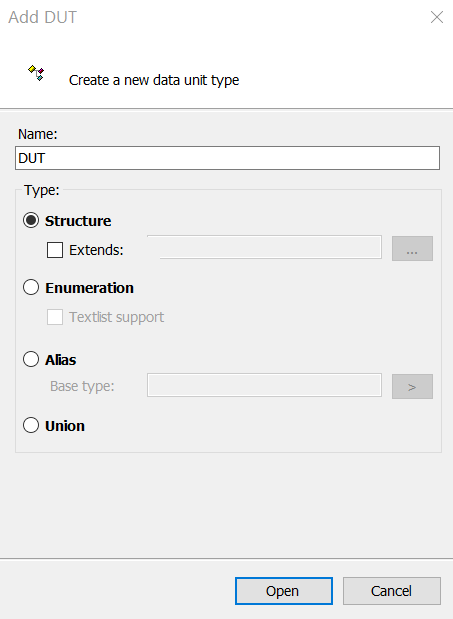 Add DUT
Create a new data unit type
Name:
DUT
Type:
Structure
Extends:
...
Enumeration
Textlist support
Alias
Base type:
>
Union
Open
Cancel